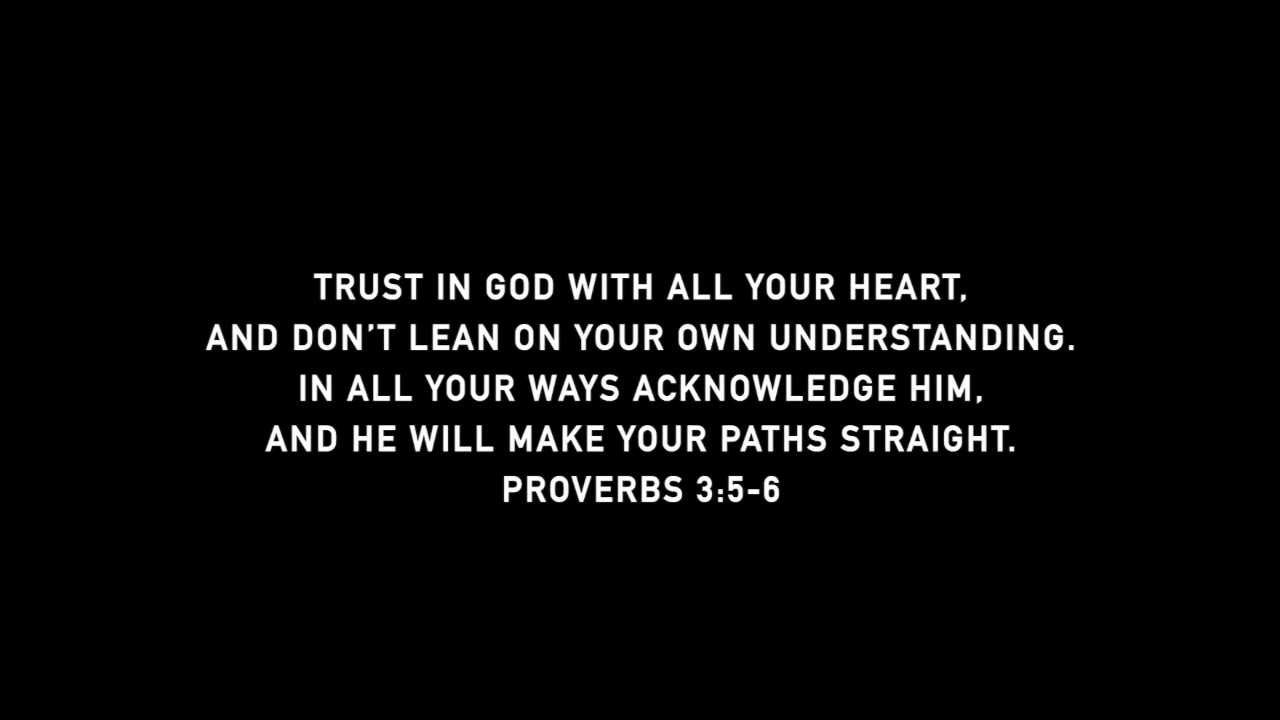 TRUST IN GOD WITH ALL YOUR HEART,
AND DON’T LEAN ON YOUR OWN UNDERSTANDING.
IN ALL YOUR WAYS ACKNOWLEDGE HIM,
AND HE WILL MAKE YOUR PATHS STRAIGHT.
PROVERBS 3:5-6